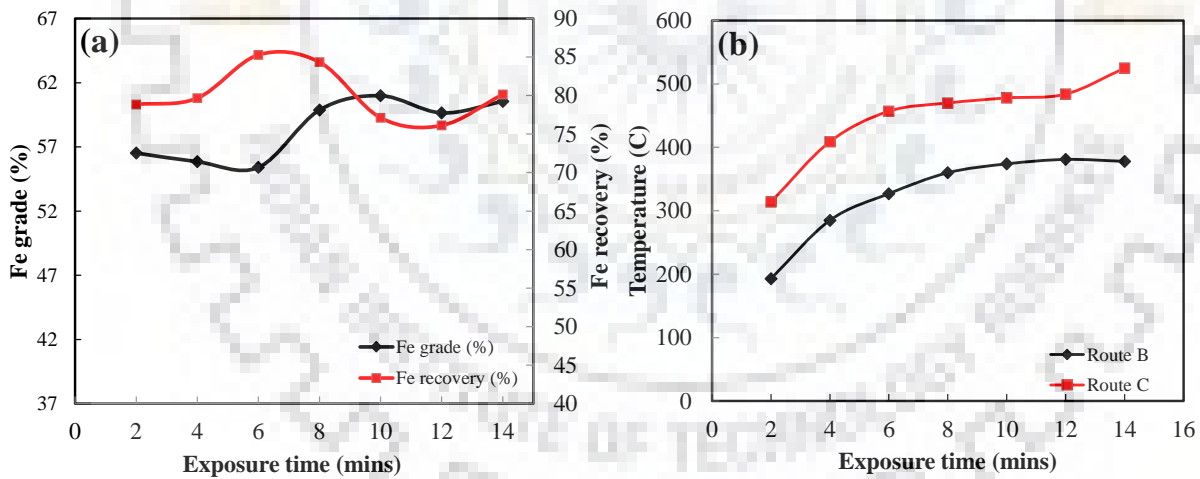 (a)
67
62
57
52
47
42
37
Fe grade (%)
90
85
80
75
70
65
60
55
50
45
40
Fe recovery (%)
Fe grade (%)
Fe recovery (%)
0 2 4 6 8 10 12 14
Exposure time (mins)
(b)
600
500
400
300
200
100
0
Temperature (C)
Route B
Route C
0 2 4 6 8 10 12 14 16
Exposure time (mins)